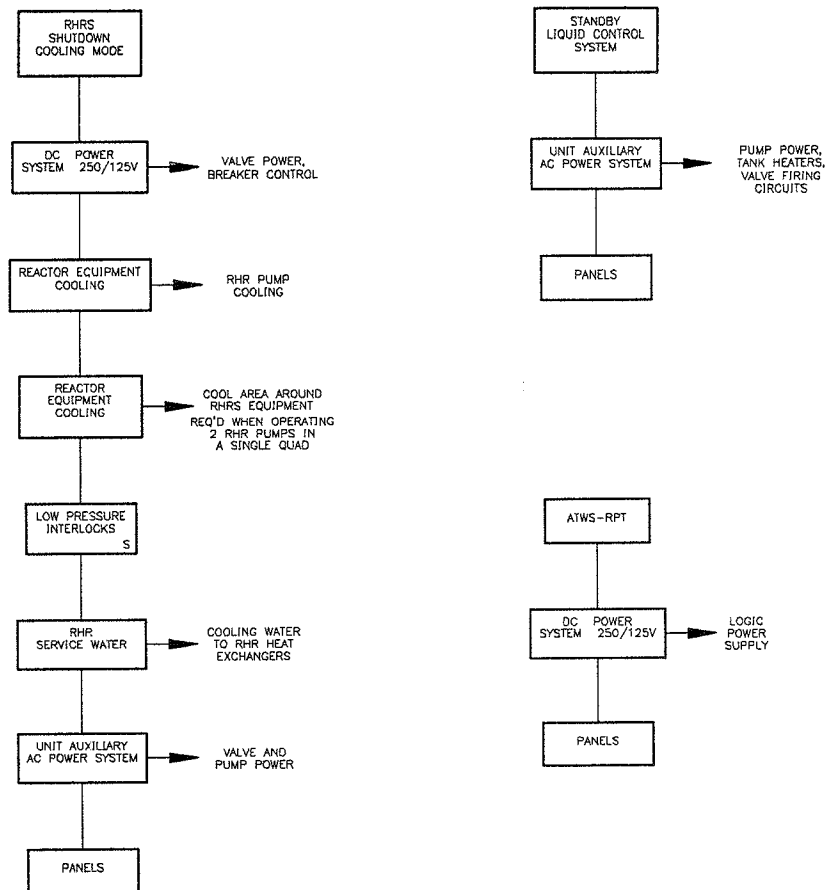 RHRS
SHUTDOWN
COOLING MODE
DC POWER
SYSTEM 250/125V
VALVE POWER,
BREAKER CONTROL
REACTOR EQUIPMENT
COOLING
RHR PUMP
COOLING
REACTOR
EQUIPMENT
COOLING
COOL AREA AROUND
RHRS EQUIPMENT
REQ'D WHEN OPERATING
2 RHR PUMPS IN
A SINGLE QUAD
LOW PRESSURE
INTERLOCKS
S
RHR
SERVICE WATER
COOLING WATER
TO RHR HEAT
EXCHANGERS
UNIT AUXILIARY
AC POWER SYSTEM
VALVE AND
PUMP POWER
PANELS
STANDBY
LIQUID CONTROL
SYSTEM
UNIT AUXILIARY
AC POWER SYSTEM
PUMP POWER,
TANK HEATERS,
VALVE FIRING
CIRCUITS
PANELS
ATWS-RPT
DC POWER
SYSTEM 250/125V
LOGIC
POWER
SUPPLY
PANELS